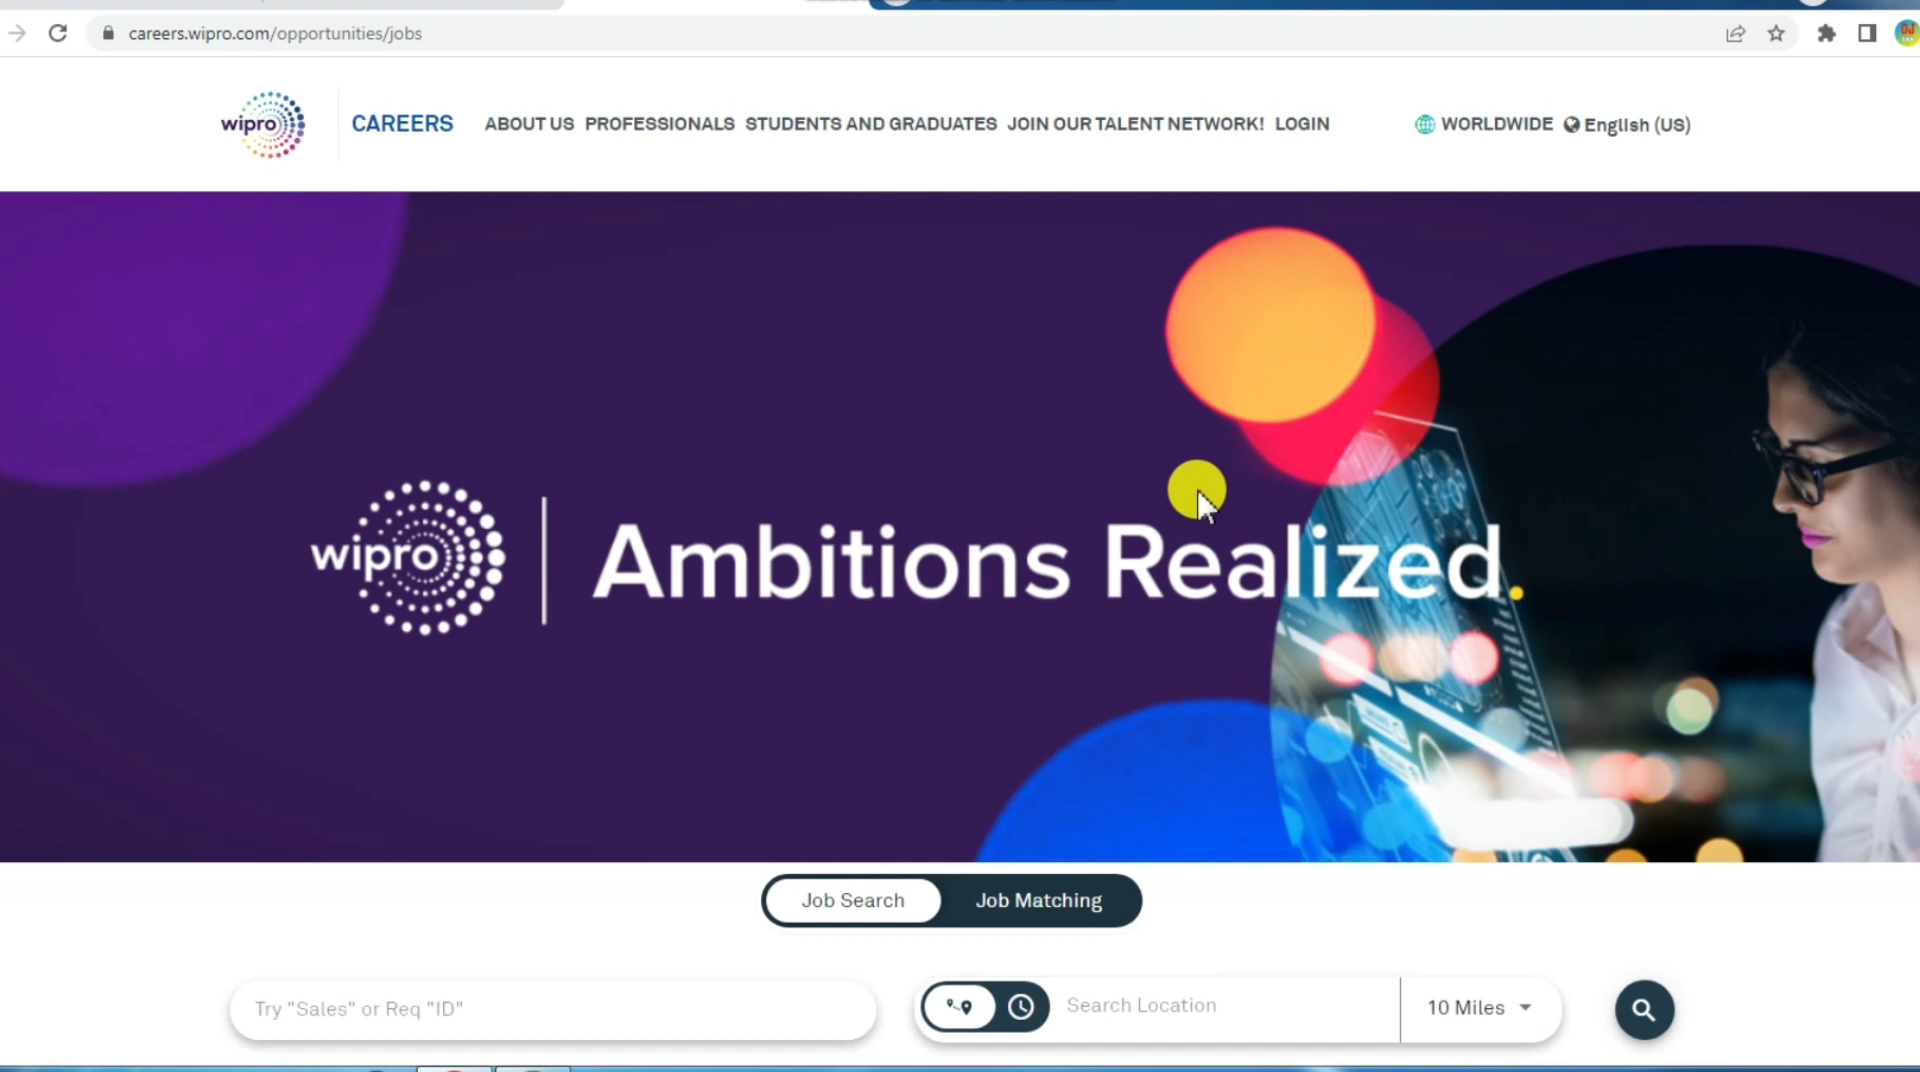 careers.wipro.com/opportunities/jobs
wipro
CAREERS
ABOUT US PROFESSIONALS STUDENTS AND GRADUATES JOIN OUR TALENT NETWORK! LOGIN
WORLDWIDE English (US)
wipro
Ambitions Realized.
Job Search
Job Matching
Try "Sales" or Req "ID"
Search Location
10 Miles